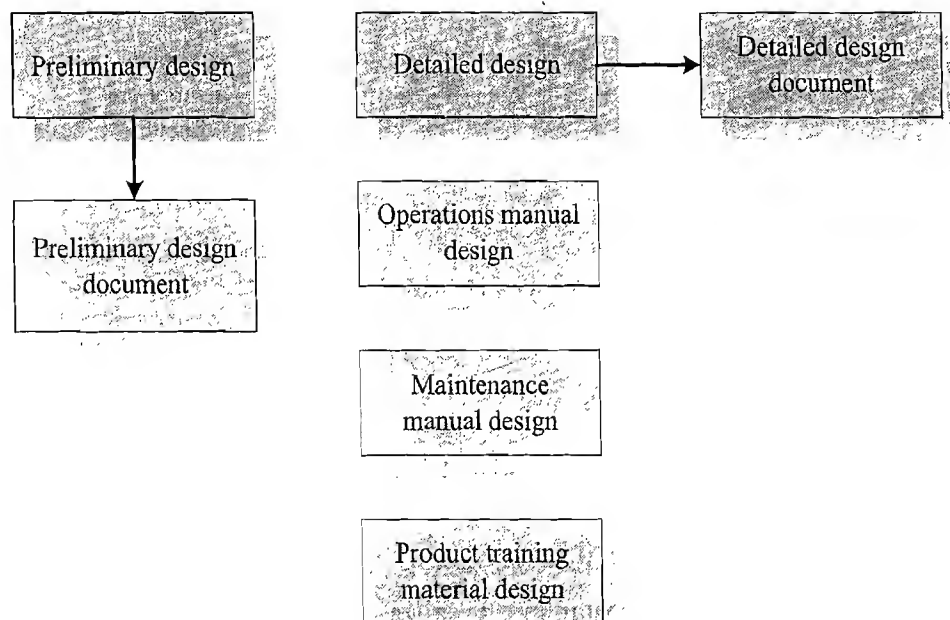 Preliminary design
Detailed design
Detailed design
document
Preliminary design
document
Operations manual
design
Maintenance
manual design
Product training
material design